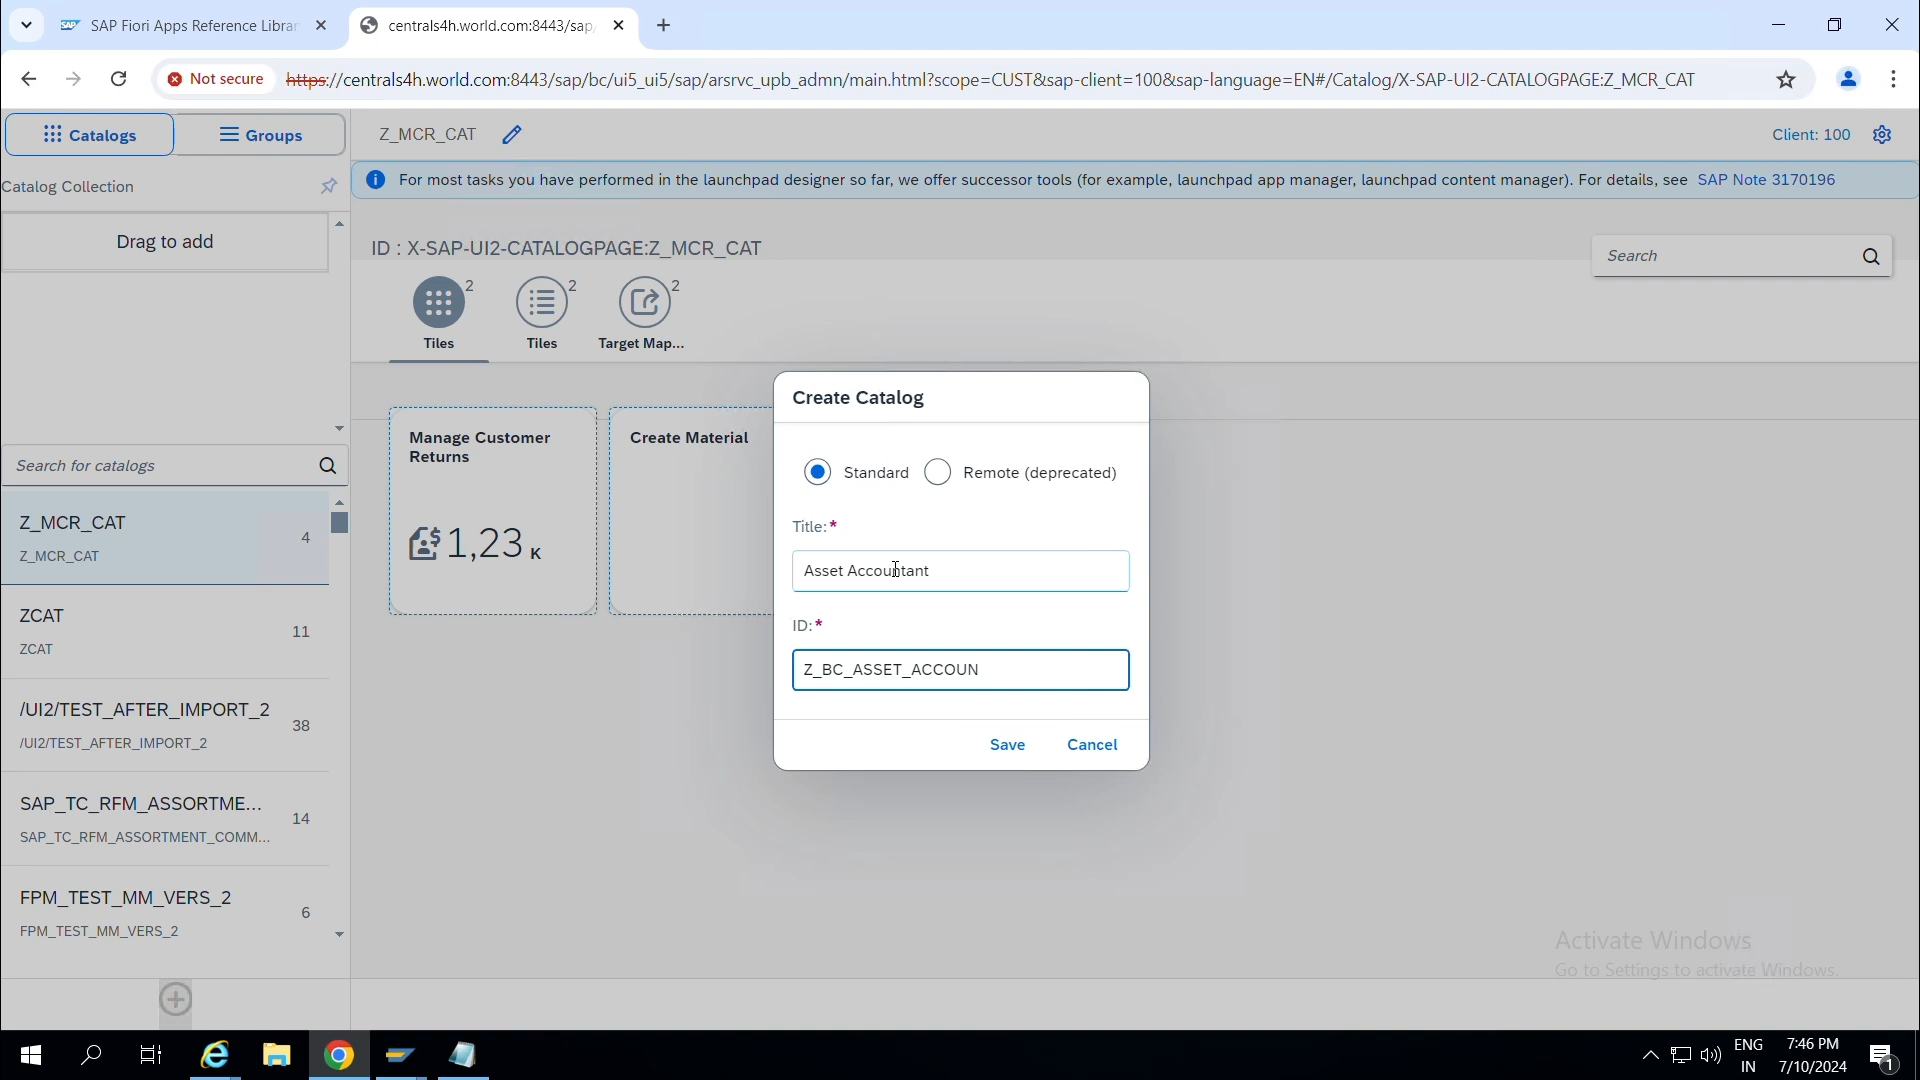 SAP Fiori Apps Reference Librar
centrals4h.world.com:8443/sap/
Not secure
https://centrals4h.world.com:8443/sap/bc/ui5_ui5/sap/arsrvc_upb_admn/main.html?scope=CUST&sap-client=100&sap-language=EN#/Catalog/X-SAP-UI2-CATALOGPAGE:Z_MCR_CAT
Catalogs
Groups
Z_MCR_CAT
Client: 100
Catalog Collection
For most tasks you have performed in the launchpad designer so far, we offer successor tools (for example, launchpad app manager, launchpad content manager). For details, see SAP Note 3170196
Drag to add
ID : X-SAP-UI2-CATALOGPAGE:Z_MCR_CAT
Search
2
2
2
Tiles
Tiles
Target Map...
Create Catalog
Manage Customer
Returns
Create Material
Search for catalogs
Standard
Remote (deprecated)
Z_MCR_CAT
4
Z_MCR_CAT
Title:*
1,23 K
Asset Accountant
ZCAT
11
ZCAT
ID:*
Z_BC_ASSET_ACCOUN
/UI2/TEST_AFTER_IMPORT_2
38
/UI2/TEST_AFTER_IMPORT_2
Save
Cancel
SAP_TC_RFM_ASSORTME...
14
SAP_TC_RFM_ASSORTMENT_COMM...
FPM_TEST_MM_VERS_2
6
FPM_TEST_MM_VERS_2
Activate Windows
Go to Settings to activate Windows.
ENG
IN
7:46 PM
7/10/2024
1